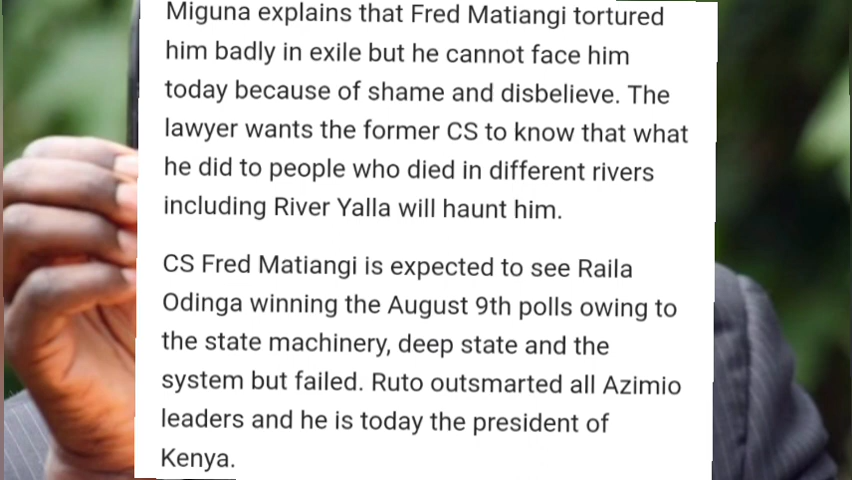 Miguna explains that Fred Matiangi tortured
him badly in exile but he cannot face him
today because of shame and disbelieve. The
lawyer wants the former CS to know that what
he did to people who died in different rivers
including River Yalla will haunt him.
CS Fred Matiangi is expected to see Raila
Odinga winning the August 9th polls owing to
the state machinery, deep state and the
system but failed. Ruto outsmarted all Azimio
leaders and he is today the president of
Kenya.